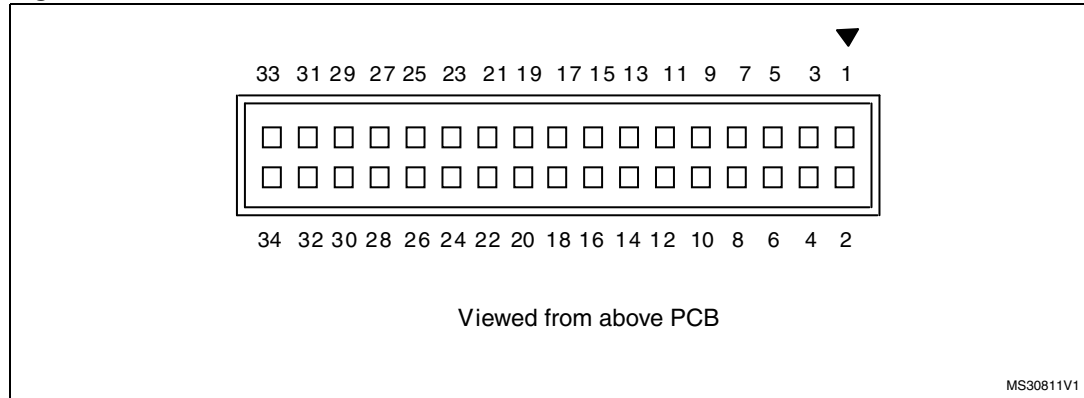 33 31 29 27 25 23 21 19 17 15 13 11 9 7 5 3 1
34 32 30 28 26 24 22 20 18 16 14 12 10 8 6 4 2
Viewed from above PCB
MS30811V1